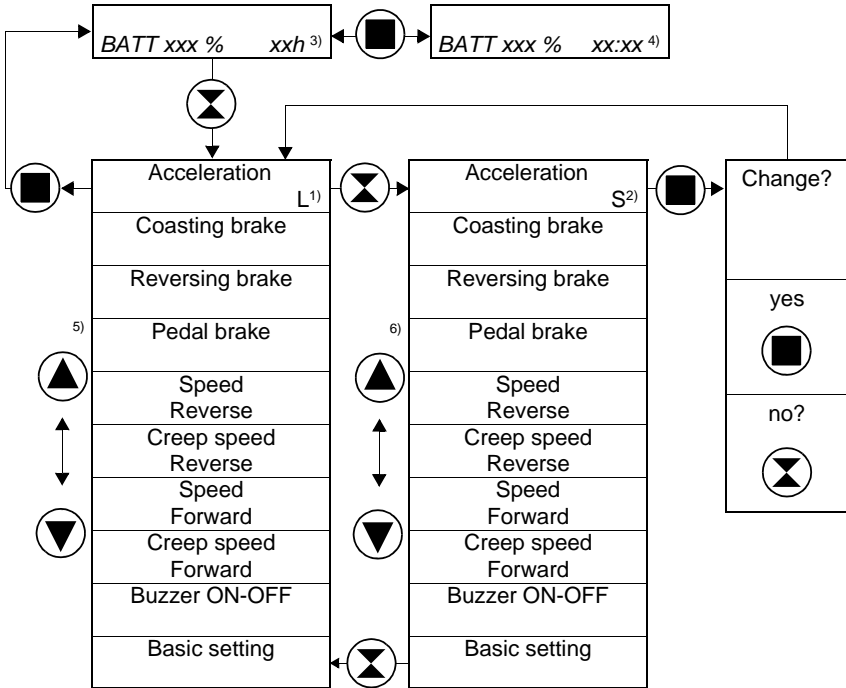 BATT xxx % xxh 3)
BATT xxx % xx:xx 4)
Acceleration
L1)
Coasting brake
Reversing brake
5)
Pedal brake
Speed
Reverse
Creep speed
Reverse
Speed
Forward
Creep speed
Forward
Buzzer ON-OFF
Basic setting
Acceleration
S2)
Coasting brake
Reversing brake
6)
Pedal brake
Speed
Reverse
Creep speed
Reverse
Speed
Forward
Creep speed
Forward
Buzzer ON-OFF
Basic setting
Change?
yes
no?